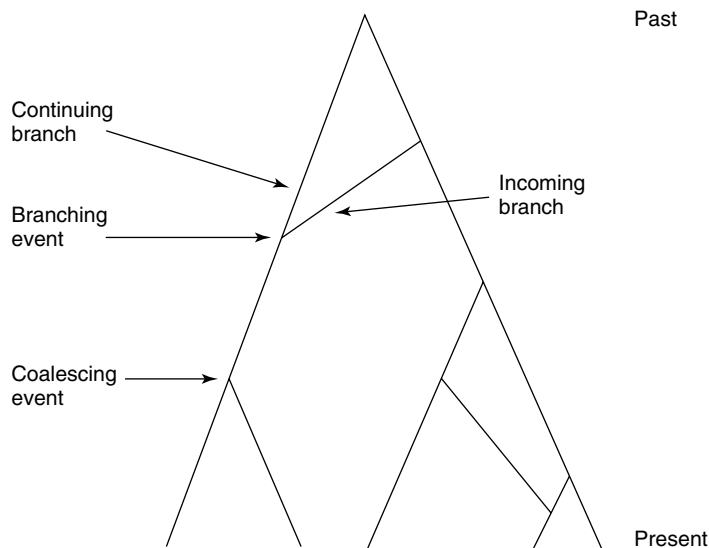 Past
Continuing
branch
Incoming
branch
Branching
event
Coalescing
event
Present